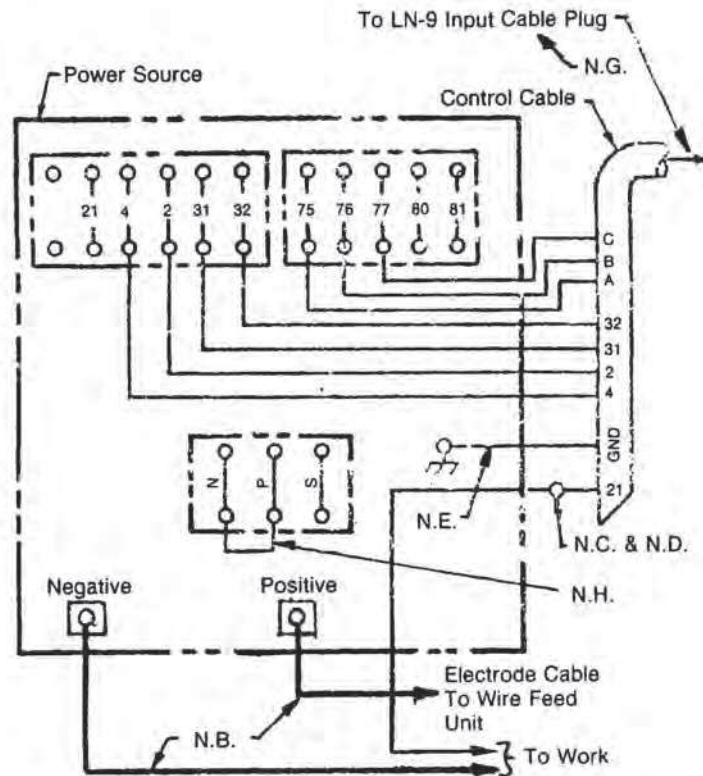 To LN-9 Input Cable Plug
N.G.
Power Source
Control Cable
21 4 2 31 32
75 76 77 80 81
C
B
A
32
31
2
4
GND
21
N P S
N.E.
N.C. & N.D.
N.H.
Negative
Positive
Electrode Cable
To Wire Feed
Unit
N.B.
To Work